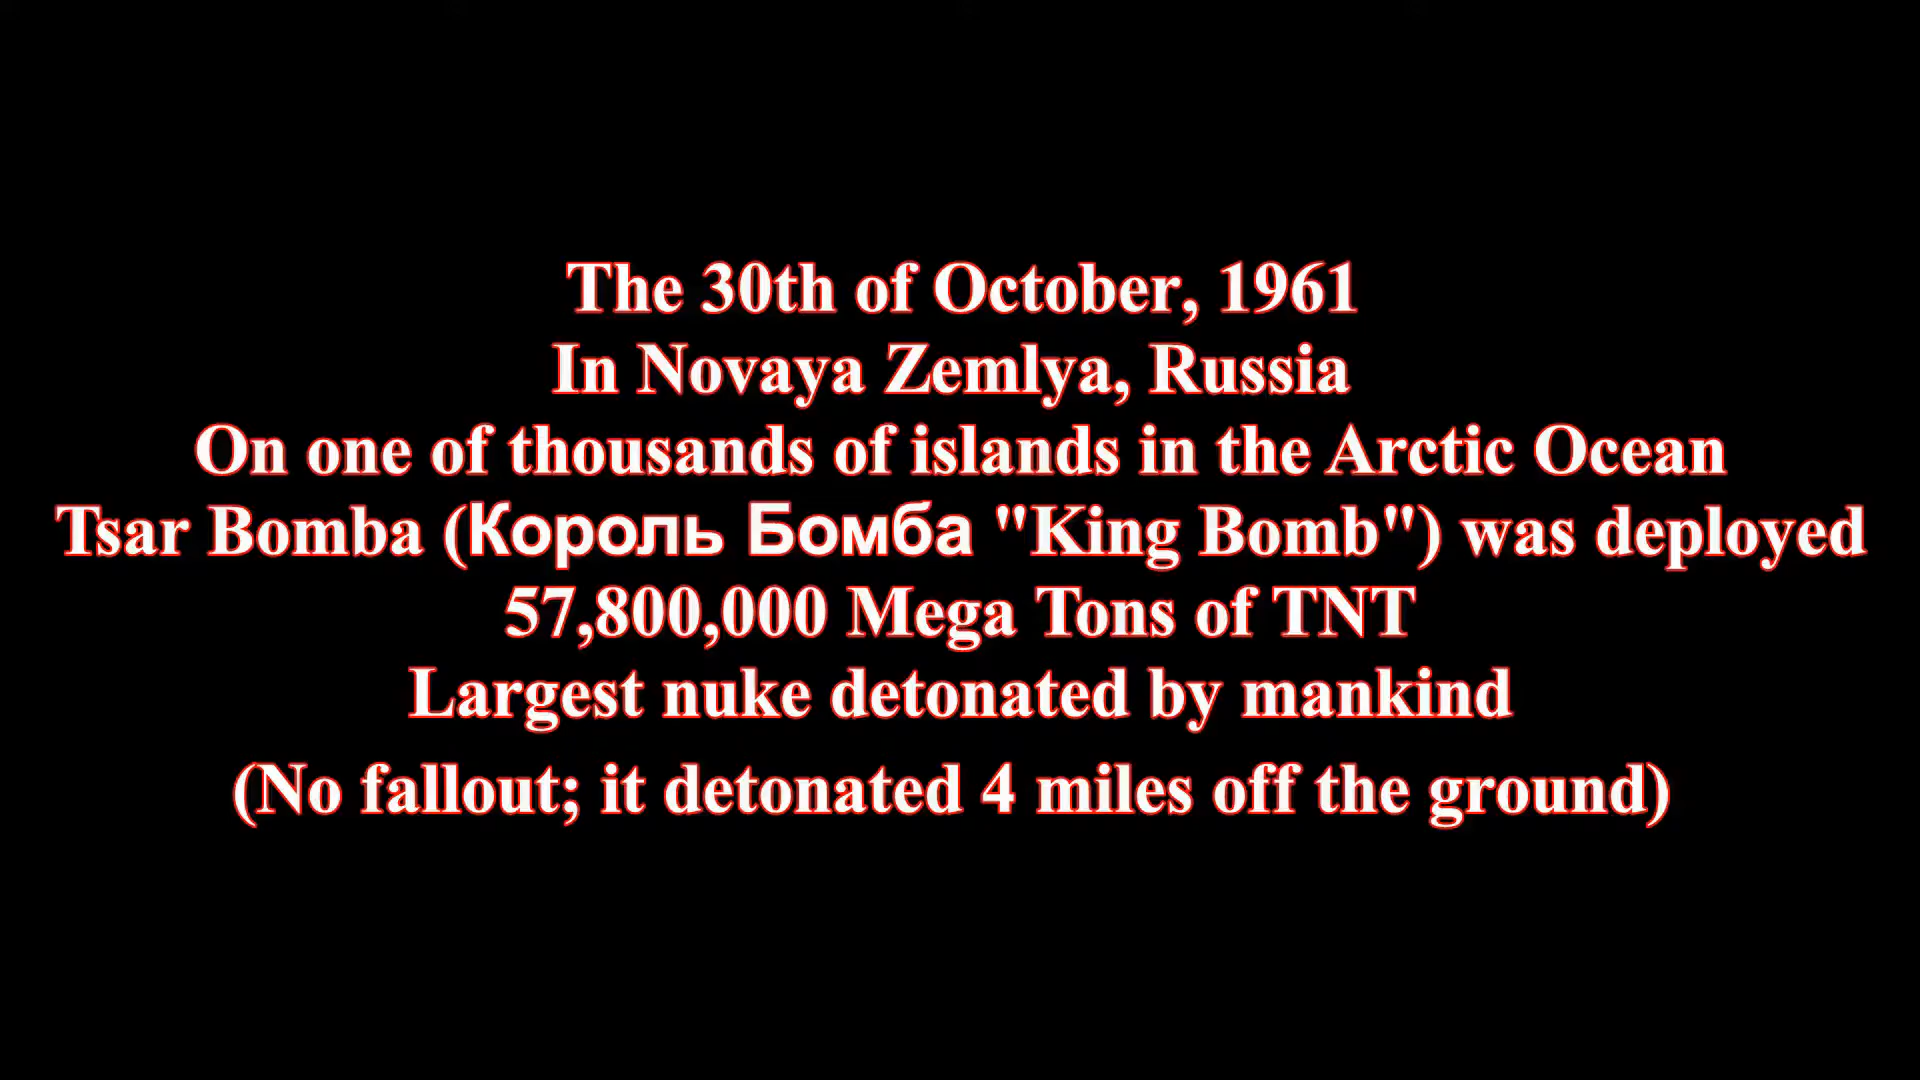 The 30th of October, 1961
In Novaya Zemlya, Russia
On one of thousands of islands in the Arctic Ocean
Tsar Bomba (Король Бомба "King Bomb") was deployed
57,800,000 Mega Tons of TNT
Largest nuke detonated by mankind
(No fallout; it detonated 4 miles off the ground)